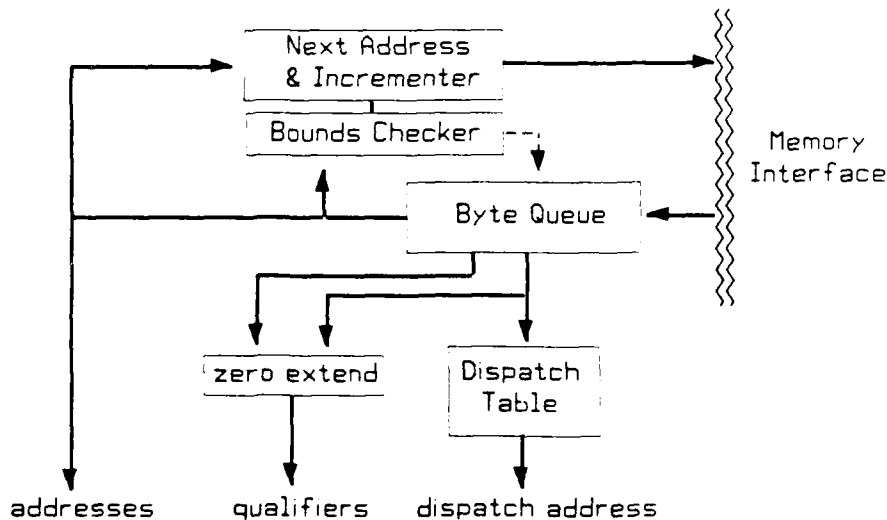 Next Address
& Incrementer
Bounds Checker
Memory
Interface
Byte Queue
zero extend
Dispatch
Table
addresses
qualifiers
dispatch address